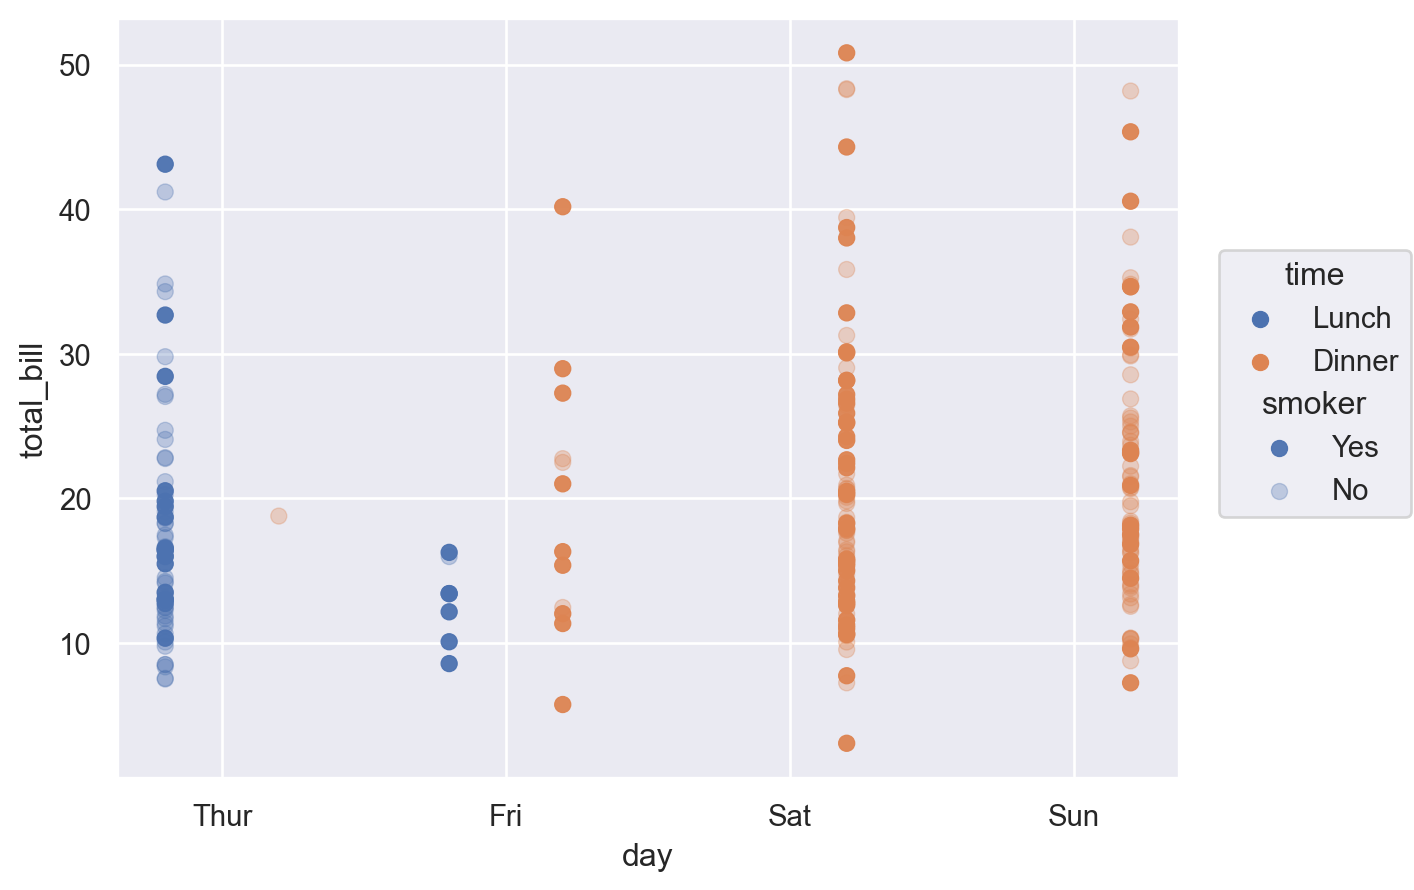 50
40
30
20
10
total_bill
Thur
Fri
Sat
Sun
day
time
Lunch
Dinner
smoker
Yes
No